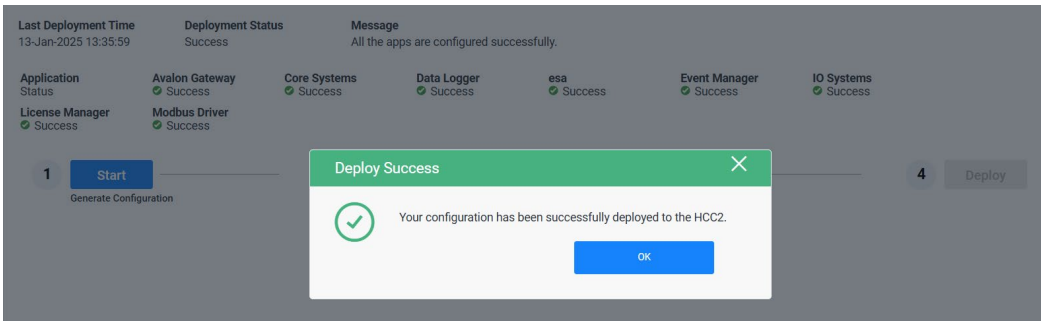 Last Deployment Time Deployment Status Message
13-Jan-2025 13:35:59 Success All the apps are configured successfully.
Application Avalon Gateway Core Systems Data Logger esa Event Manager IO Systems
Status Success Success Success Success Success Success
License Manager Modbus Driver
Success Success
1 Start 4 Deploy
Generate Configuration
Deploy Success
Your configuration has been successfully deployed to the HCC2.
OK